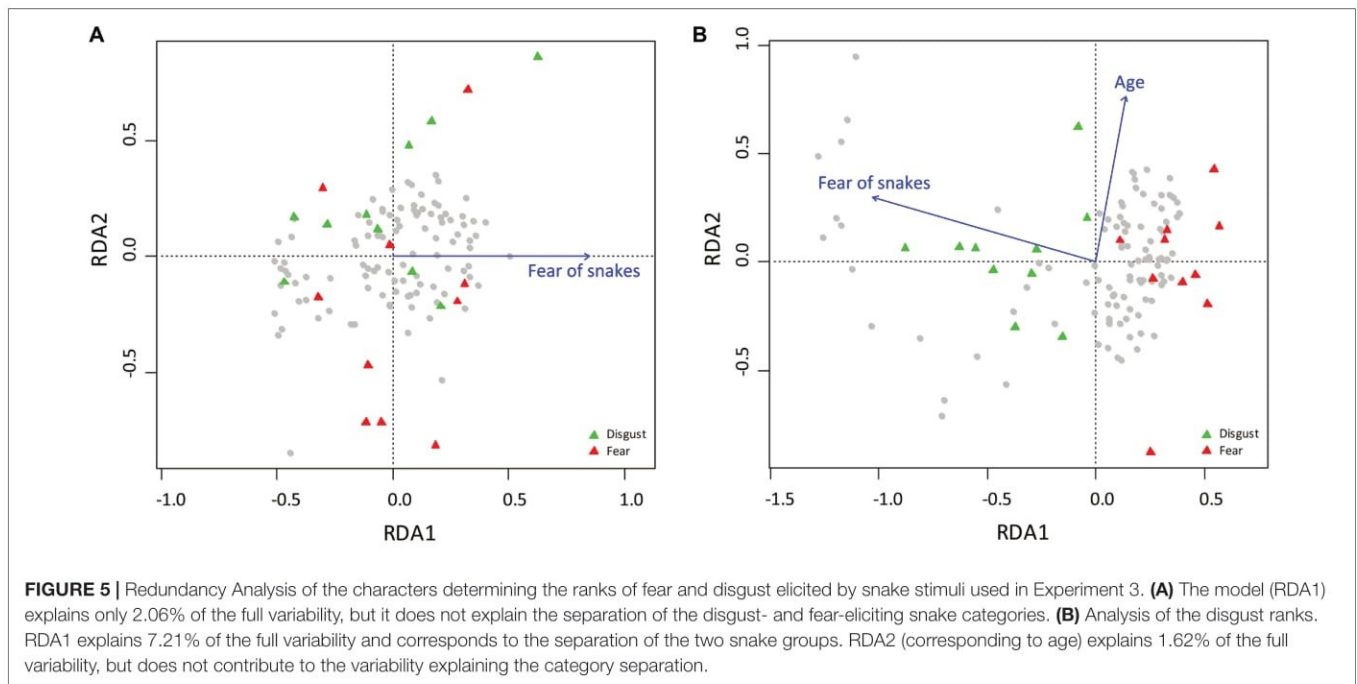 A
RDA2
0.5
0.0
-0.5
Fear of snakes
Disgust
Fear
-1.0
-0.5
0.0
0.5
1.0
RDA1
B
RDA2
1.0
0.5
0.0
-0.5
Age
Fear of snakes
Disgust
Fear
-1.5
-1.0
-0.5
0.0
0.5
RDA1
FIGURE 5 | Redundancy Analysis of the characters determining the ranks of fear and disgust elicited by snake stimuli used in Experiment 3. (A) The model (RDA1)
explains only 2.06% of the full variability, but it does not explain the separation of the disgust- and fear-eliciting snake categories. (B) Analysis of the disgust ranks.
RDA1 explains 7.21% of the full variability and corresponds to the separation of the two snake groups. RDA2 (corresponding to age) explains 1.62% of the full
variability, but does not contribute to the variability explaining the category separation.